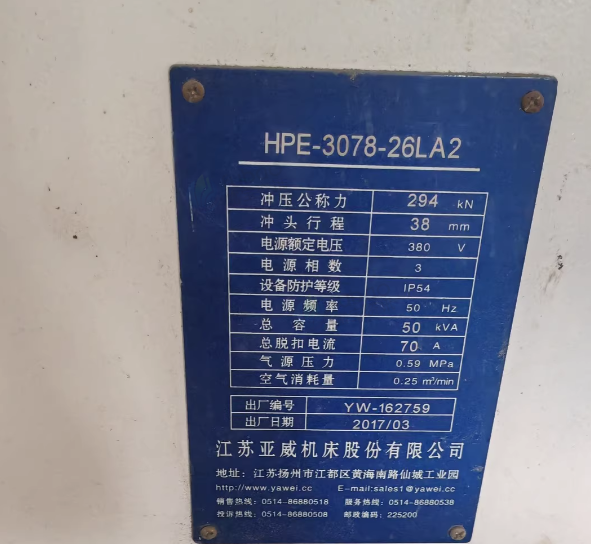 HPE-3078-26LA2
冲压公称力 294 kN
冲头行程 38 mm
电源额定电压 380 V
电源相数 3
设备防护等级 IP54
电源频率 50 Hz
总容量 50 kVA
总脱扣电流 70 A
气源压力 0.59 MPa
空气消耗量 0.25 m³/min
出厂编号 YW-162759
出厂日期 2017/03
江苏亚威机床股份有限公司
地址：江苏扬州市江都区黄海南路仙城工业园
http://www.yawei.cc E-mail:sales1@yawei.cc
销售热线：0514-86880518 服务热线：0514-86880538
投诉热线：0514-86880508 邮政编码：225200